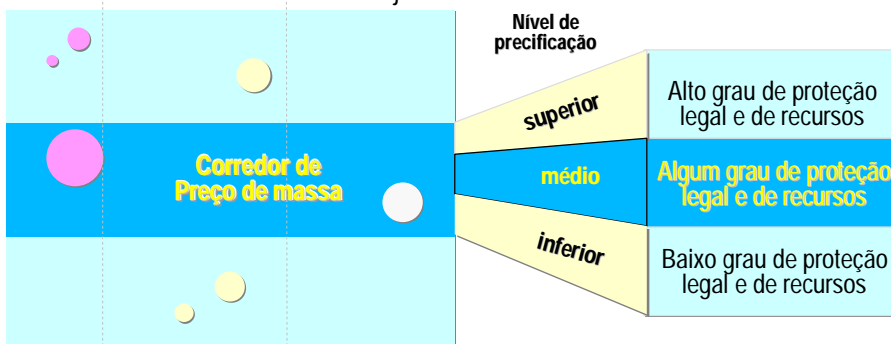 Nível de
precificação
superior
Alto grau de proteção
legal e de recursos
Corredor de
Preço de massa
médio
Algum grau de proteção
legal e de recursos
inferior
Baixo grau de proteção
legal e de recursos